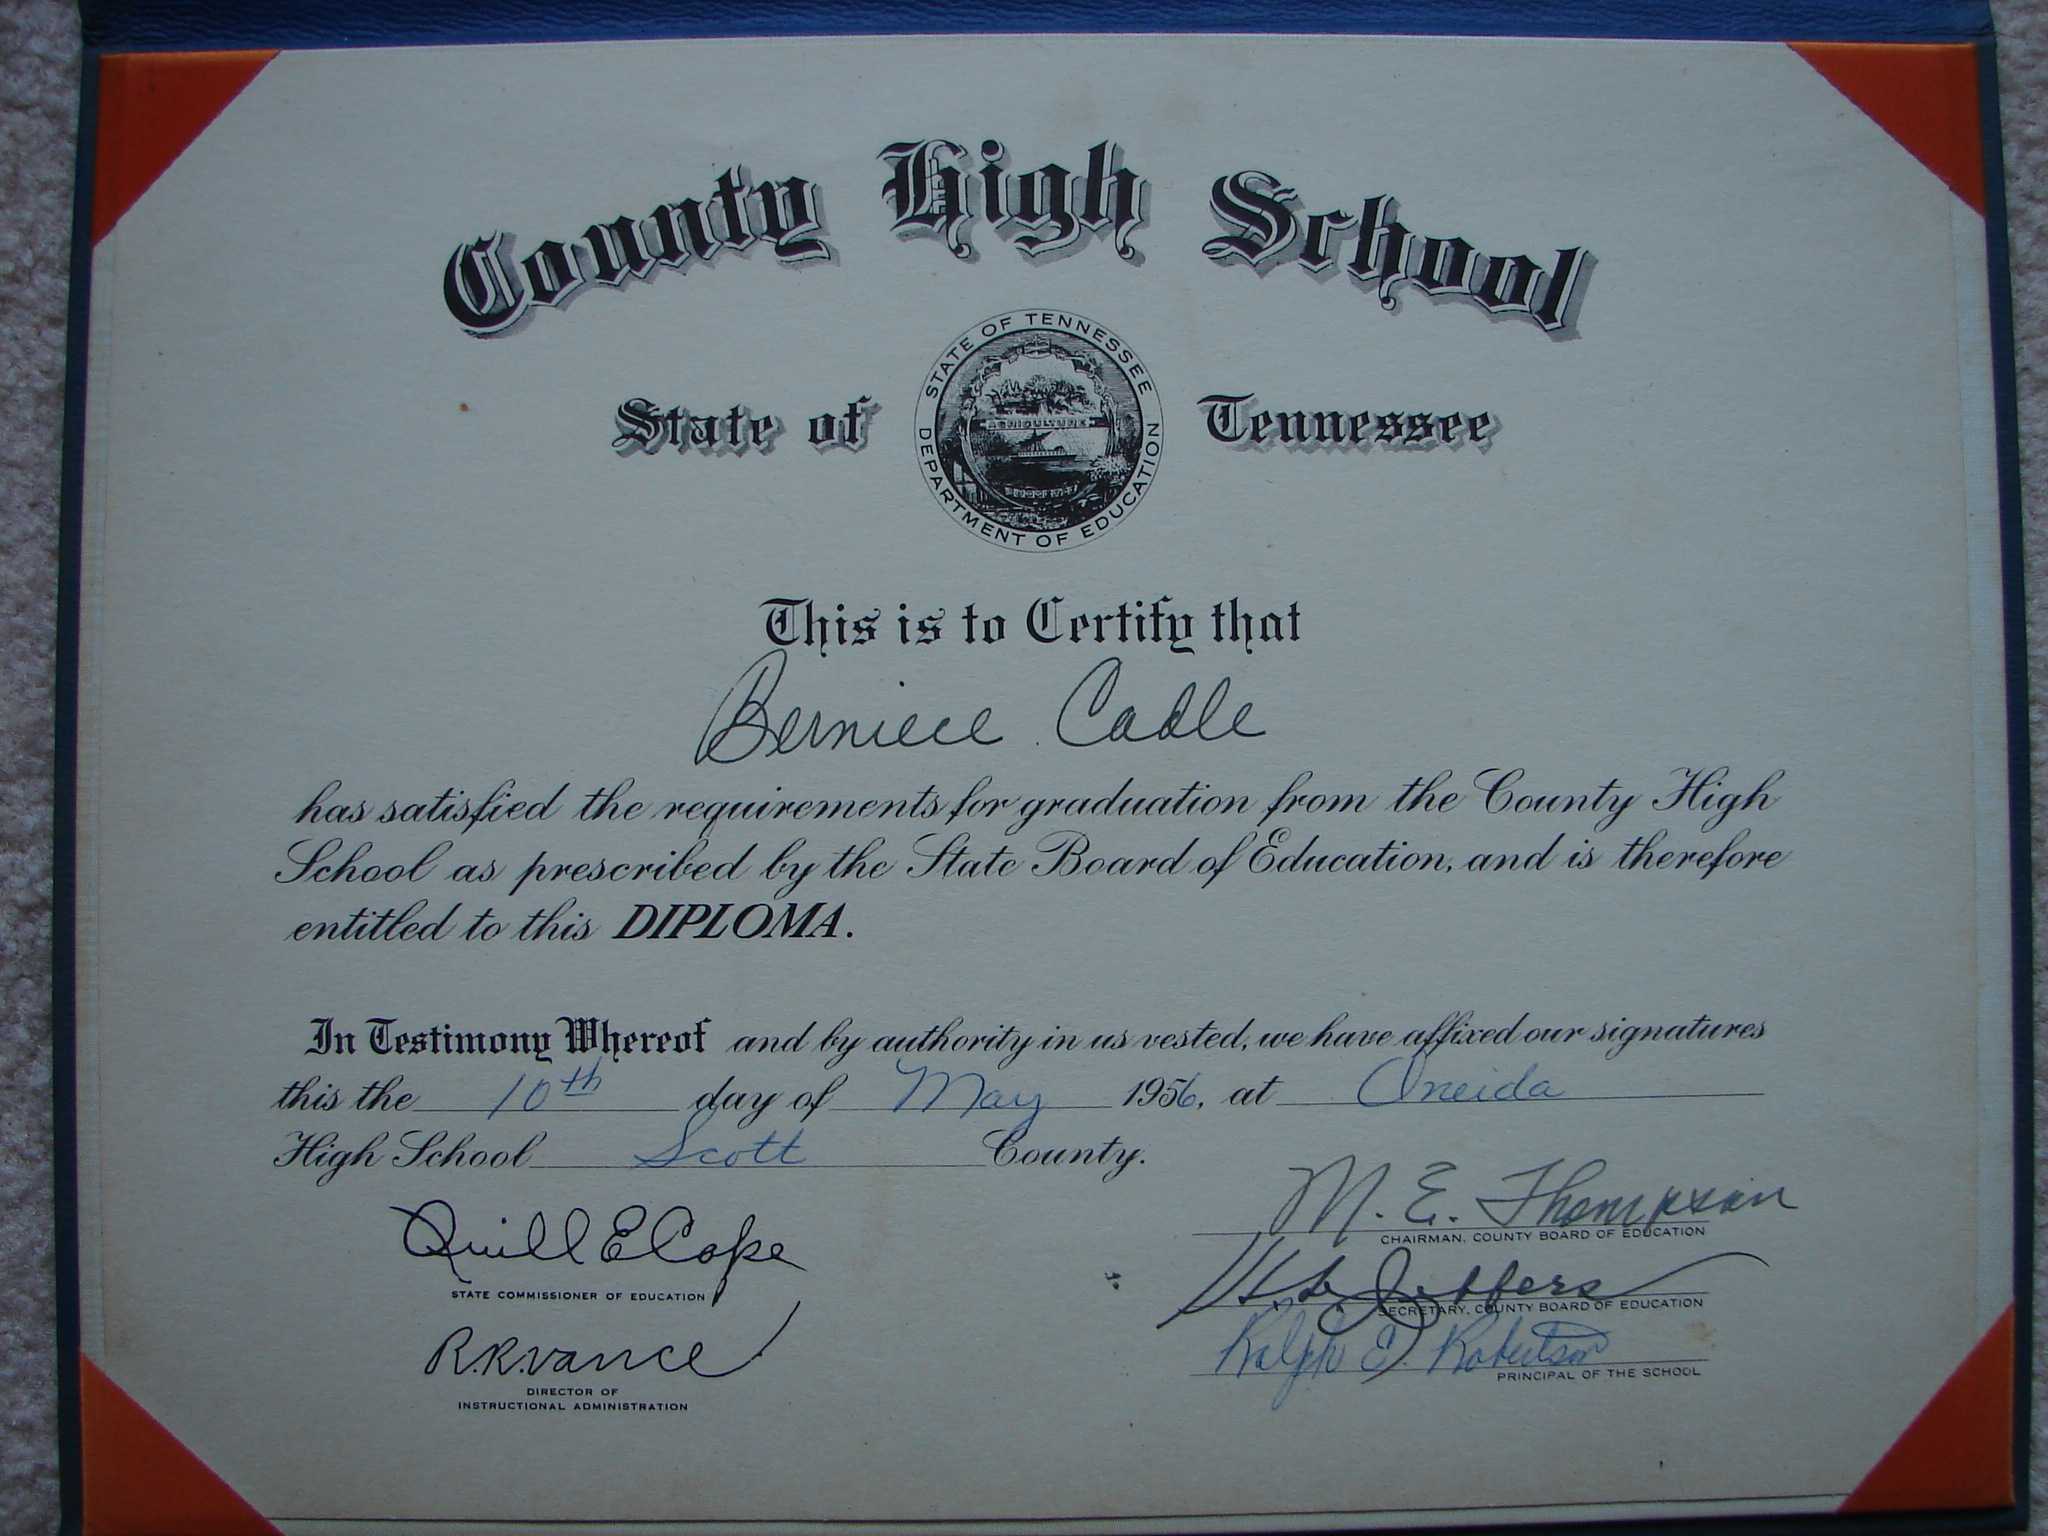 County High School
State of Tennessee
STATE OF TENNESSEE
AGRICULTURE
DEPARTMENT OF EDUCATION
This is to Certify that
Berniece Cadle
has satisfied the requirements for graduation from the County High
School as prescribed by the State Board of Education, and is therefore
entitled to this DIPLOMA.
In Testimony Whereof and by authority in us vested, we have affixed our signatures
this the 10th day of May 1956, at Oneida
High School Scott County.
Quill E Cope
STATE COMMISSIONER OF EDUCATION
R.R. Vance
DIRECTOR OF
INSTRUCTIONAL ADMINISTRATION
M. E. Thompson
CHAIRMAN, COUNTY BOARD OF EDUCATION
Jeffers
SECRETARY, COUNTY BOARD OF EDUCATION
Ralph E. Robertson
PRINCIPAL OF THE SCHOOL